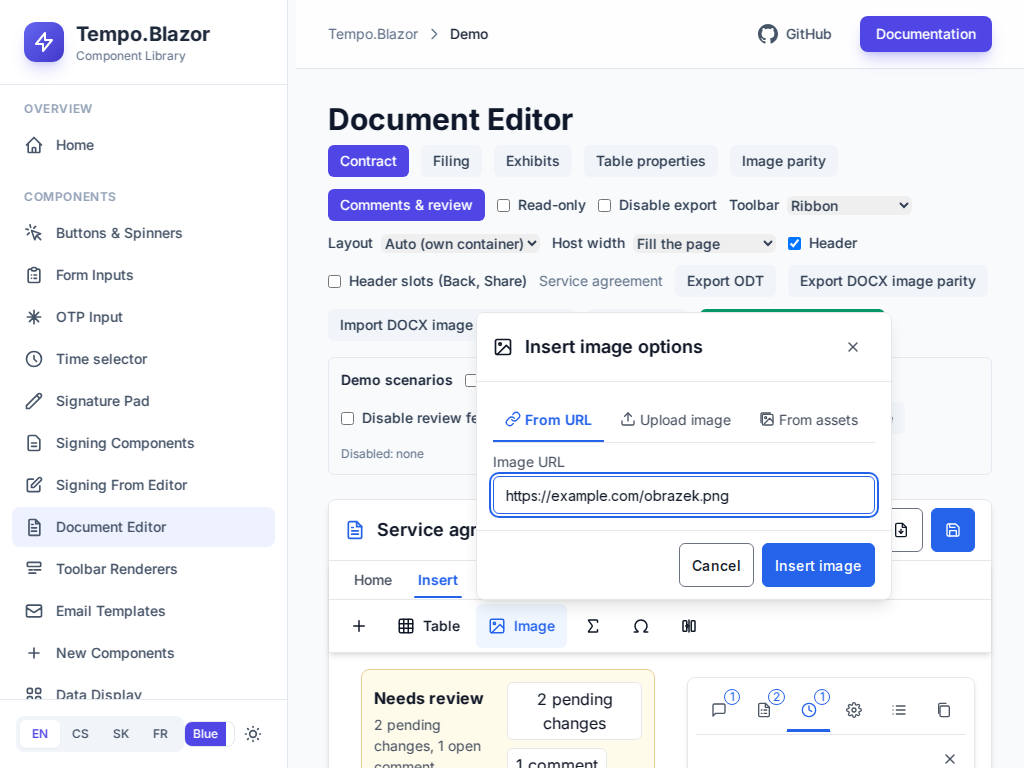 Tempo.Blazor
Component Library
OVERVIEW
Home
COMPONENTS
Buttons & Spinners
Form Inputs
OTP Input
Time selector
Signature Pad
Signing Components
Signing From Editor
Document Editor
Toolbar Renderers
Email Templates
New Components
Data Display
EN CS SK FR Blue
Tempo.Blazor > Demo
GitHub
Documentation
Document Editor
Contract Filing Exhibits Table properties Image parity
Comments & review Read-only Disable export Toolbar Ribbon
Layout Auto (own container) Host width Fill the page Header
Header slots (Back, Share) Service agreement Export ODT Export DOCX image parity
Import DOCX image
Demo scenarios
Disable review fe
Disabled: none
Insert image options
From URL Upload image From assets
Image URL
https://example.com/obrazek.png
Cancel Insert image
Service agr
Home Insert
Table Image
Needs review
2 pending changes, 1 open
2 pending changes
1 comment
1 2 1